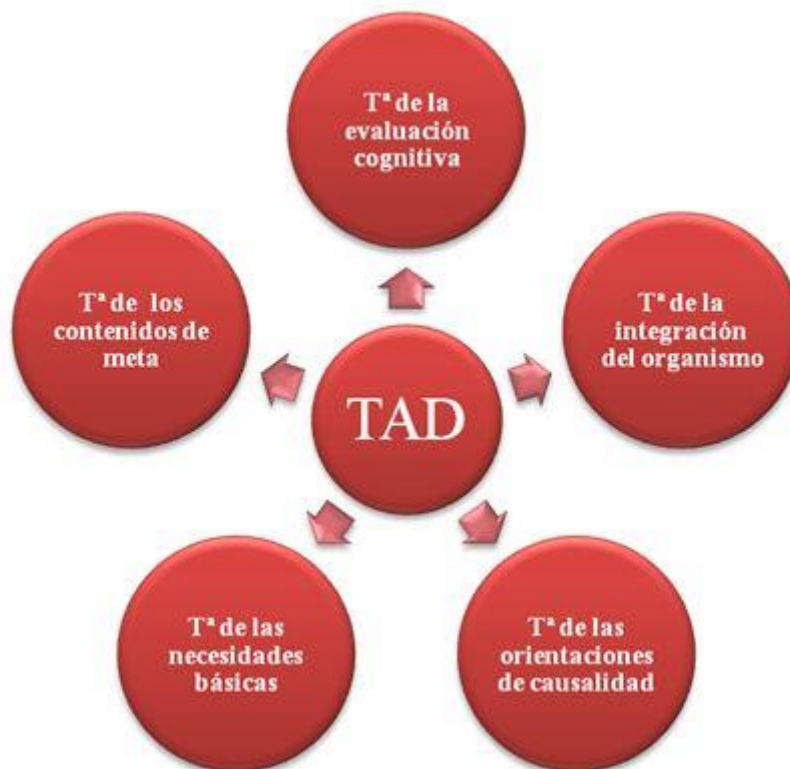 Tª de la
evaluación
cognitiva
Tª de los
contenidos de
meta
Tª de la
integración
del organismo
TAD
Tª de las
necesidades
básicas
Tª de las
orientaciones
de causalidad